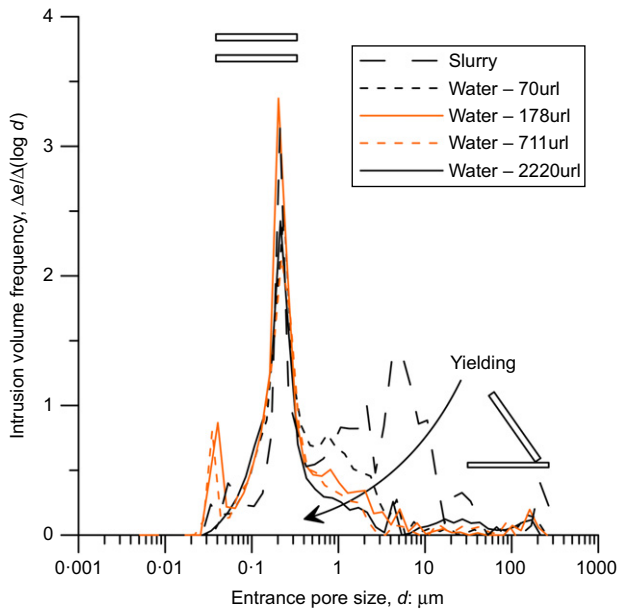 4
3
2
1
0
Intrusion volume frequency, Δe/Δ(log d)
Slurry
Water – 70url
Water – 178url
Water – 711url
Water – 2220url
Yielding
0·001
0·01
0·1
1
10
100
1000
Entrance pore size, d: μm